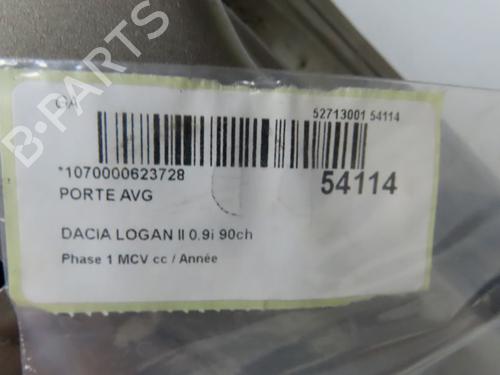 B-PARTS
GA
52713001 54114
*1070000623728
54114
PORTE AVG
DACIA LOGAN II 0.9i 90ch
Phase 1 MCV cc / Année